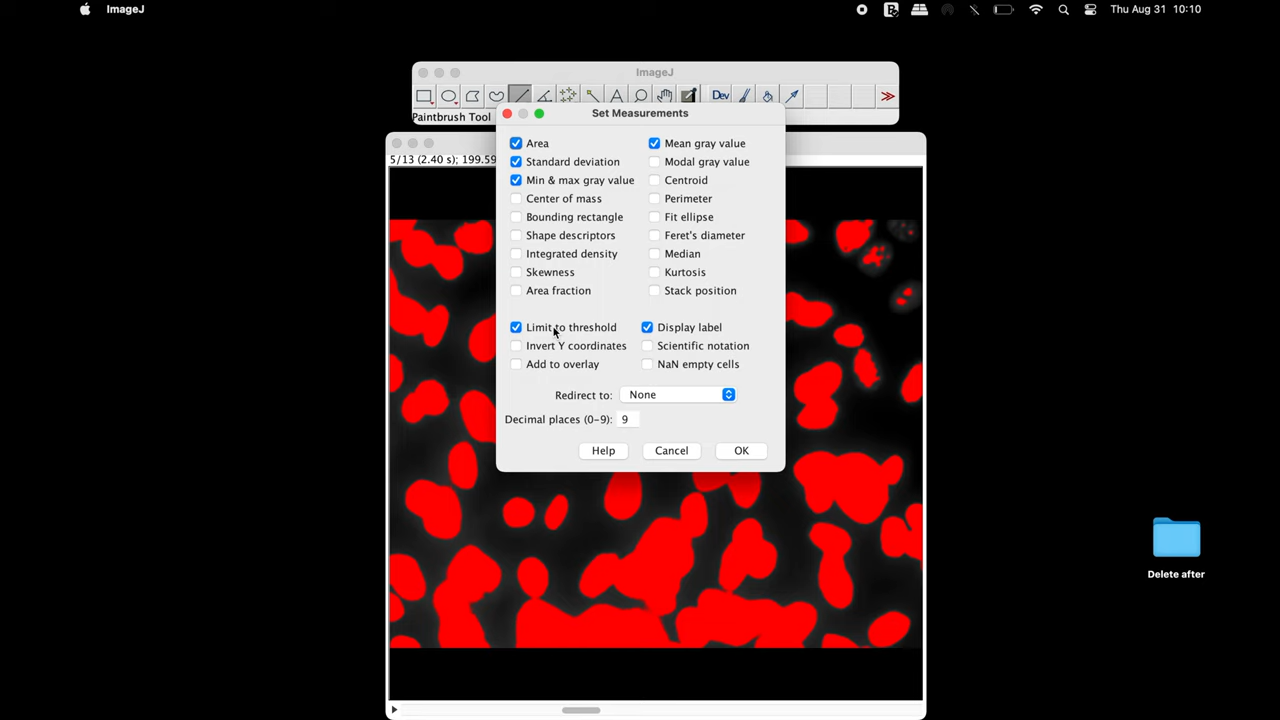 ImageJ
Thu Aug 31 10:10
ImageJ
Dev
Paintbrush Tool
Set Measurements
5/13 (2.40 s); 199.59
Area
Mean gray value
Standard deviation
Modal gray value
Min & max gray value
Centroid
Center of mass
Perimeter
Bounding rectangle
Fit ellipse
Shape descriptors
Feret's diameter
Integrated density
Median
Skewness
Kurtosis
Area fraction
Stack position
Limit to threshold
Display label
Invert Y coordinates
Scientific notation
Add to overlay
NaN empty cells
Redirect to: None
Decimal places (0-9): 9
Help
Cancel
OK
Delete after